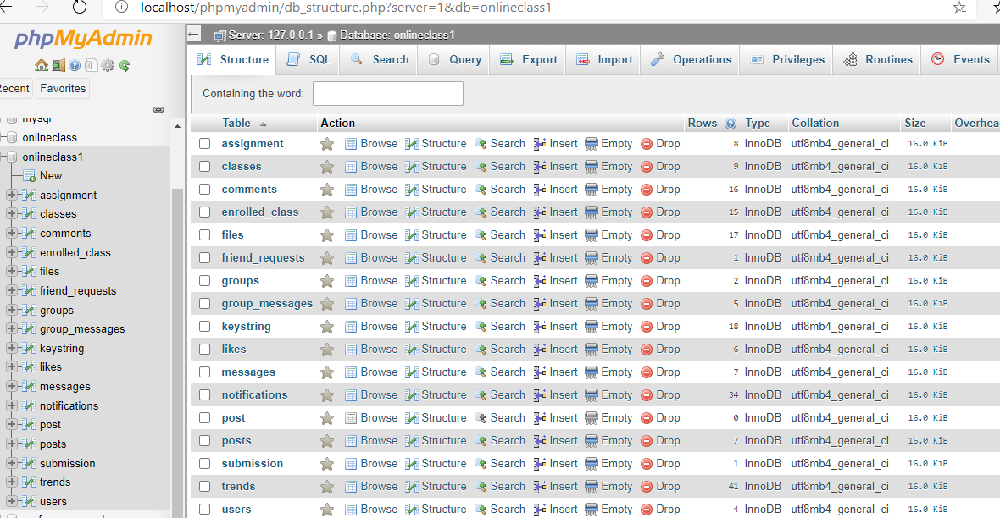 localhost/phpmyadmin/db_structure.php?server=1&db=onlineclass1
phpMyAdmin
Recent Favorites
mysql
onlineclass
onlineclass1
New
assignment
classes
comments
enrolled_class
files
friend_requests
groups
group_messages
keystring
likes
messages
notifications
post
posts
submission
trends
users
Server: 127.0.0.1 » Database: onlineclass1
Structure SQL Search Query Export Import Operations Privileges Routines Events
Containing the word:
Table Action Rows Type Collation Size Overhea
assignment Browse Structure Search Insert Empty Drop 8 InnoDB utf8mb4_general_ci 16.0 KiB
classes Browse Structure Search Insert Empty Drop 9 InnoDB utf8mb4_general_ci 16.0 KiB
comments Browse Structure Search Insert Empty Drop 16 InnoDB utf8mb4_general_ci 16.0 KiB
enrolled_class Browse Structure Search Insert Empty Drop 15 InnoDB utf8mb4_general_ci 16.0 KiB
files Browse Structure Search Insert Empty Drop 17 InnoDB utf8mb4_general_ci 16.0 KiB
friend_requests Browse Structure Search Insert Empty Drop 1 InnoDB utf8mb4_general_ci 16.0 KiB
groups Browse Structure Search Insert Empty Drop 2 InnoDB utf8mb4_general_ci 16.0 KiB
group_messages Browse Structure Search Insert Empty Drop 5 InnoDB utf8mb4_general_ci 16.0 KiB
keystring Browse Structure Search Insert Empty Drop 18 InnoDB utf8mb4_general_ci 16.0 KiB
likes Browse Structure Search Insert Empty Drop 6 InnoDB utf8mb4_general_ci 16.0 KiB
messages Browse Structure Search Insert Empty Drop 7 InnoDB utf8mb4_general_ci 16.0 KiB
notifications Browse Structure Search Insert Empty Drop 34 InnoDB utf8mb4_general_ci 16.0 KiB
post Browse Structure Search Insert Empty Drop 0 InnoDB utf8mb4_general_ci 16.0 KiB
posts Browse Structure Search Insert Empty Drop 7 InnoDB utf8mb4_general_ci 16.0 KiB
submission Browse Structure Search Insert Empty Drop 1 InnoDB utf8mb4_general_ci 16.0 KiB
trends Browse Structure Search Insert Empty Drop 41 InnoDB utf8mb4_general_ci 16.0 KiB
users Browse Structure Search Insert Empty Drop 4 InnoDB utf8mb4_general_ci 16.0 KiB